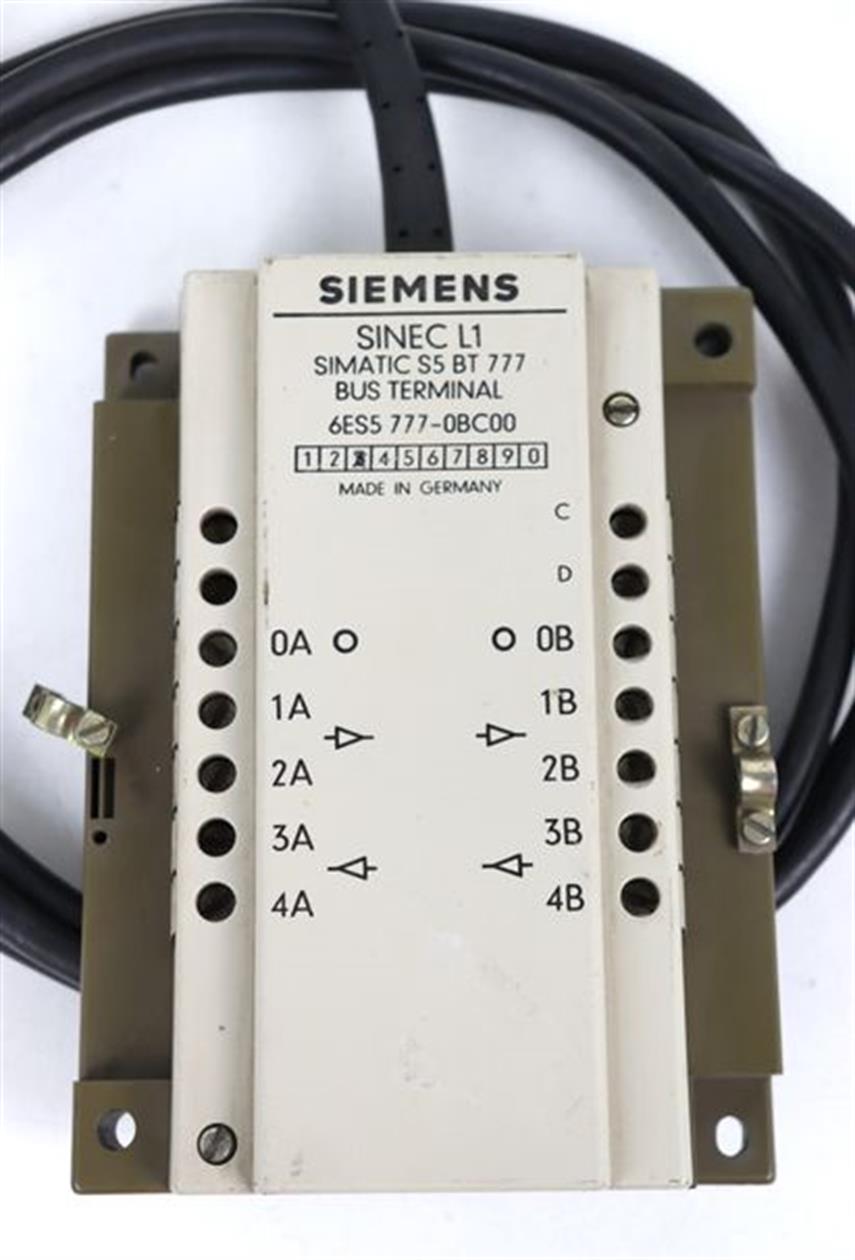 SIEMENS
SINEC L1
SIMATIC S5 BT 777
BUS TERMINAL
6ES5 777-0BC00
1 2 3 4 5 6 7 8 9 0
MADE IN GERMANY
C
D
0A 0B
1A 1B
2A 2B
3A 3B
4A 4B